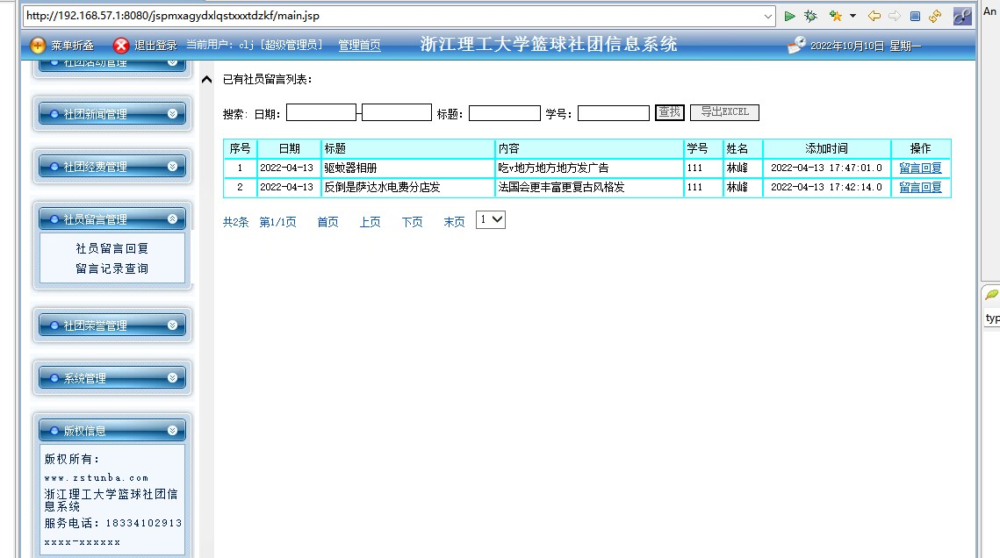 http://192.168.57.1:8080/jspmxagydxlqstxxxtdzkf/main.jsp
An
菜单折叠 退出登录 当前用户: clj [超级管理员] 管理首页 浙江理工大学篮球社团信息系统 2022年10月10日 星期一
社团活动管理
社团新闻管理
社团经费管理
社员留言管理
社员留言回复
留言记录查询
社团荣誉管理
系统管理
版权信息
版权所有:
www.zstunba.com
浙江理工大学篮球社团信
息系统
服务电话: 18334102913
xxxx-xxxxxx
已有社员留言列表:
搜索: 日期: - 标题: 学号: 查找 导出EXCEL
序号 日期 标题 内容 学号 姓名 添加时间 操作
1 2022-04-13 驱蚊器相册 吃v地方地方地方发广告 111 林峰 2022-04-13 17:47:01.0 留言回复
2 2022-04-13 反倒是萨达水电费分店发 法国会更丰富更复古风格发 111 林峰 2022-04-13 17:42:14.0 留言回复
共2条 第1/1页 首页 上页 下页 末页 1
typ